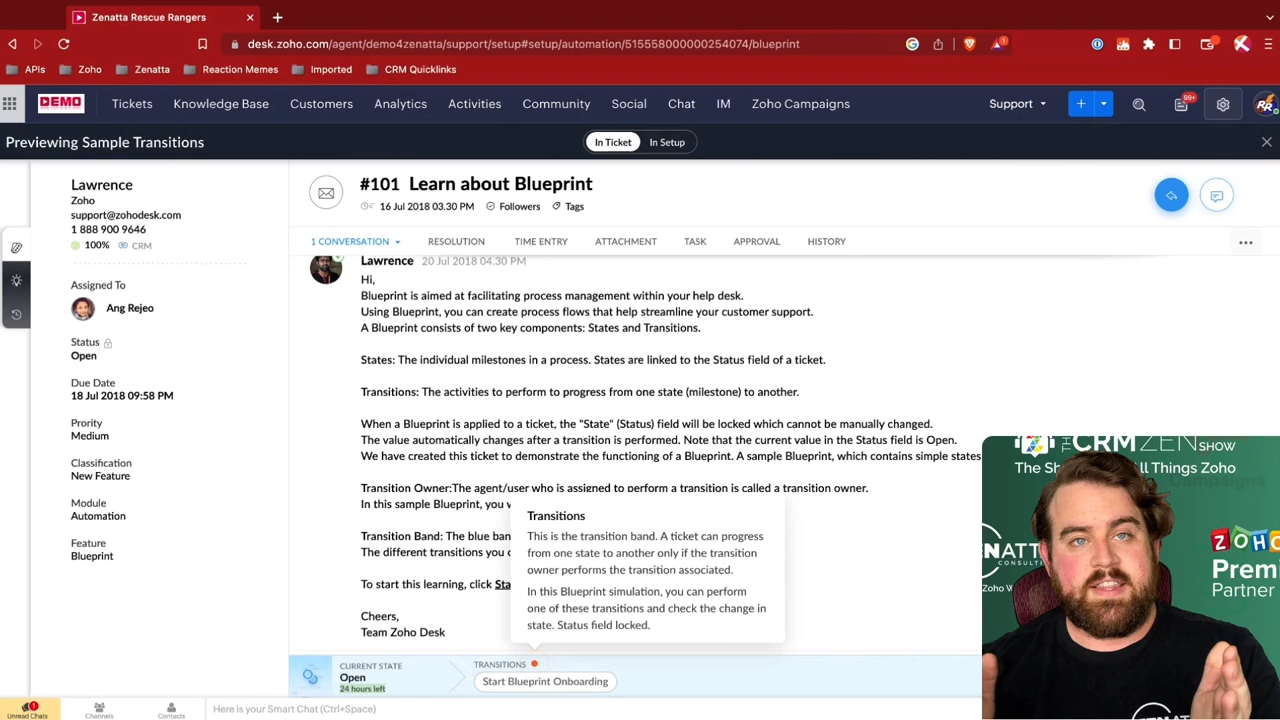 Zenatta Rescue Rangers
desk.zoho.com/agent/demo4zenatta/support/setup#setup/automation/515558000000254074/blueprint
APIs Zoho Zenatta Reaction Memes Imported CRM Quicklinks
DEMO Tickets Knowledge Base Customers Analytics Activities Community Social Chat IM Zoho Campaigns Support 99+ RR
Previewing Sample Transitions
In Ticket In Setup
Lawrence
Zoho
support@zohodesk.com
1 888 900 9646
100% CRM
Assigned To
Ang Rejeo
Status
Open
Due Date
18 Jul 2018 09:58 PM
Prority
Medium
Classification
New Feature
Module
Automation
Feature
Blueprint
#101 Learn about Blueprint
16 Jul 2018 03.30 PM Followers Tags
1 CONVERSATION RESOLUTION TIME ENTRY ATTACHMENT TASK APPROVAL HISTORY
Lawrence 20 Jul 2018 04.30 PM
Hi,
Blueprint is aimed at facilitating process management within your help desk.
Using Blueprint, you can create process flows that help streamline your customer support.
A Blueprint consists of two key components: States and Transitions.
States: The individual milestones in a process. States are linked to the Status field of a ticket.
Transitions: The activities to perform to progress from one state (milestone) to another.
When a Blueprint is applied to a ticket, the "State" (Status) field will be locked which cannot be manually changed.
The value automatically changes after a transition is performed. Note that the current value in the Status field is Open.
We have created this ticket to demonstrate the functioning of a Blueprint. A sample Blueprint, which contains simple states
Transition Owner:The agent/user who is assigned to perform a transition is called a transition owner.
In this sample Blueprint, you
Transition Band: The blue ban
The different transitions you
To start this learning, click Sta
Cheers,
Team Zoho Desk
Transitions
This is the transition band. A ticket can progress
from one state to another only if the transition
owner performs the transition associated.
In this Blueprint simulation, you can perform
one of these transitions and check the change in
state. Status field locked.
CURRENT STATE
Open
24 hours left
TRANSITIONS
Start Blueprint Onboarding
Unread Chats Channels Contacts Here is your Smart Chat (Ctrl+Space)
THE CRM ZEN SHOW
The Sh All Things Zoho
Campaigns
NATT
CONSULTIN
Zoho W
ZOHO
Premi
Partner